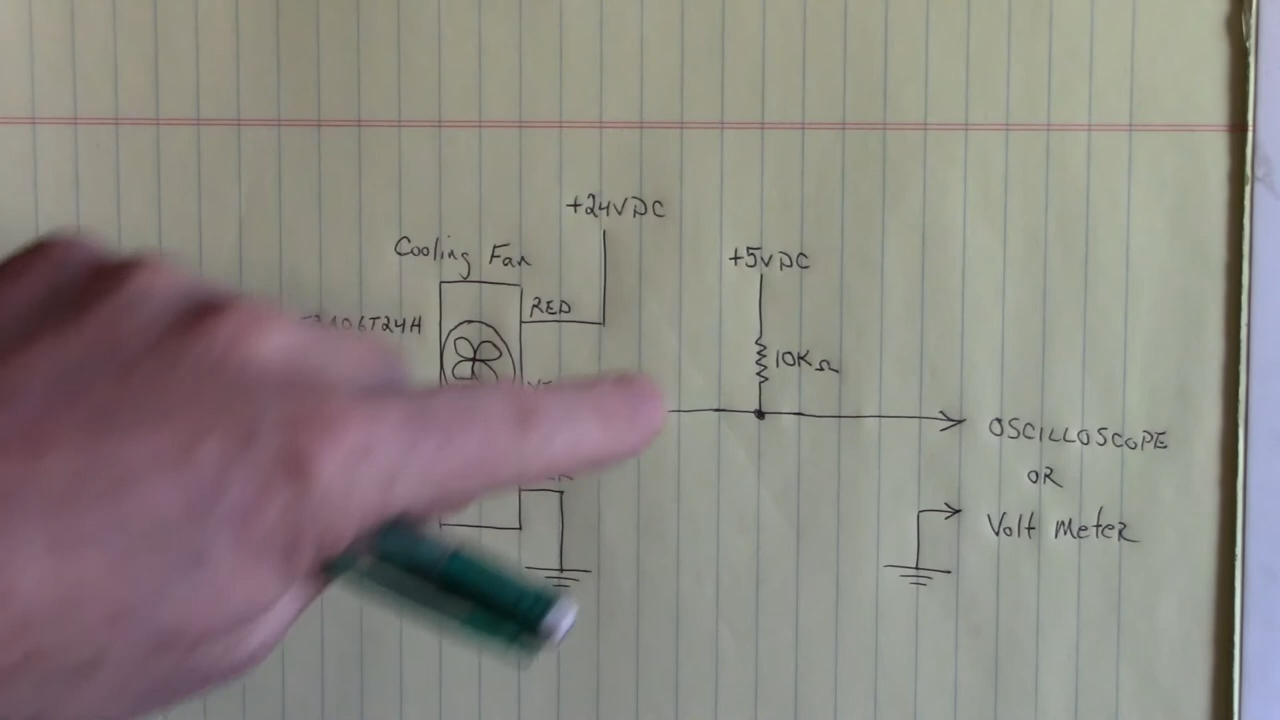 +24VDC
Cooling Fan
+5VDC
RED
10KΩ
OSCILLOSCOPE
OR
Volt Meter